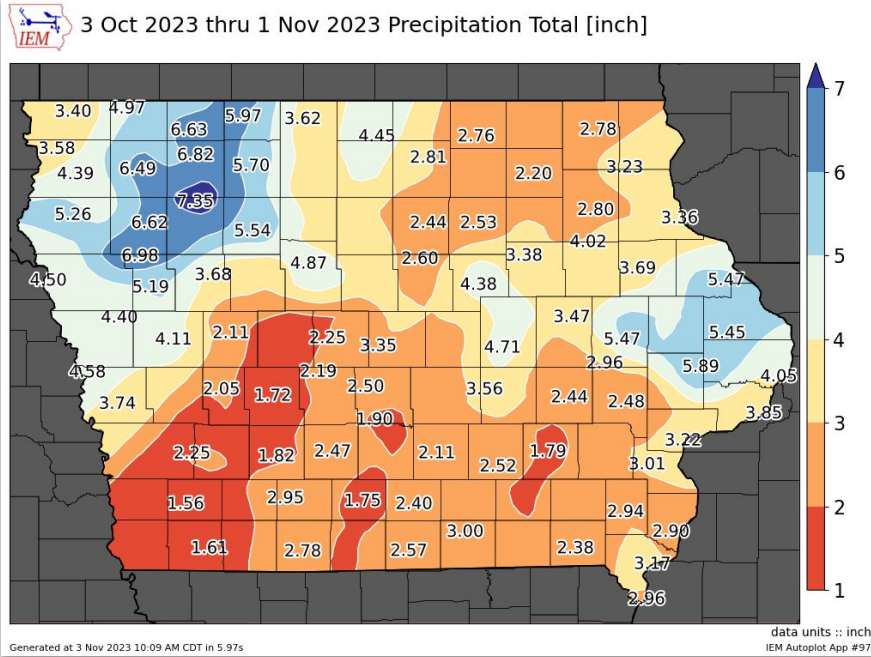 IEM
3 Oct 2023 thru 1 Nov 2023 Precipitation Total [inch]
3.40 4.97 5.97 3.62
6.63 4.45 2.76 2.78
3.58 6.82 2.81
4.39 6.49 5.70 2.20 3.23
7.35
5.26 6.62 5.54 2.44 2.53 2.80 3.36
4.02
6.98 4.87 2.60 3.38
4.50 5.19 3.68 4.38 3.69 5.47
4.40 3.47
4.11 2.11 2.25 3.35 4.71 5.47 5.45
4.58 2.19 2.96 5.89 4.05
3.74 2.05 1.72 2.50 3.56 2.44 2.48 3.85
1.90
2.25 1.82 2.47 2.11 2.52 1.79 3.01 3.22
1.56 2.95 1.75 2.40 2.94
3.00 2.90
1.61 2.78 2.57 2.38 3.17
2.96
7
6
5
4
3
2
1
data units :: inch
Generated at 3 Nov 2023 10:09 AM CDT in 5.97s
IEM Autoplot App #97